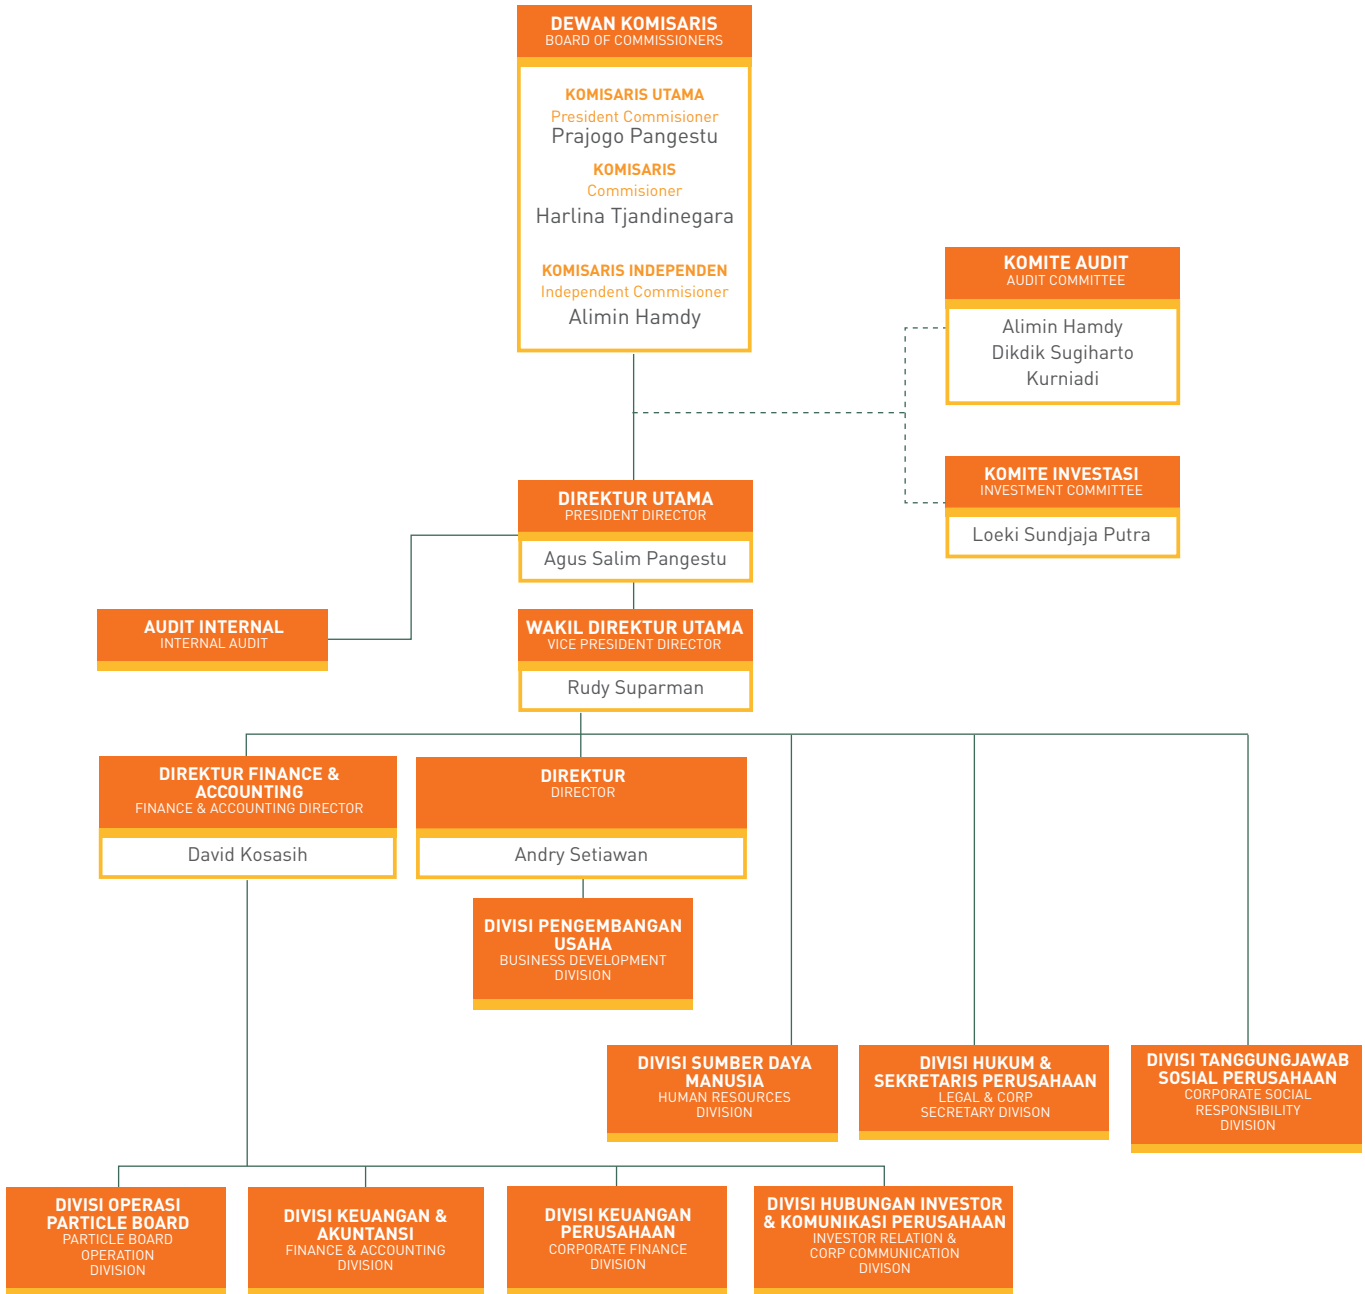 DEWAN KOMISARIS
BOARD OF COMMISSIONERS
KOMISARIS UTAMA
President Commisioner
Prajogo Pangestu
KOMISARIS
Commisioner
Harlina Tjandinegara
KOMISARIS INDEPENDEN
Independent Commisioner
Alimin Hamdy
KOMITE AUDIT
AUDIT COMMITTEE
Alimin Hamdy
Dikdik Sugiharto
Kurniadi
KOMITE INVESTASI
INVESTMENT COMMITTEE
Loeki Sundjaja Putra
DIREKTUR UTAMA
PRESIDENT DIRECTOR
Agus Salim Pangestu
AUDIT INTERNAL
INTERNAL AUDIT
WAKIL DIREKTUR UTAMA
VICE PRESIDENT DIRECTOR
Rudy Suparman
DIREKTUR FINANCE &
ACCOUNTING
FINANCE & ACCOUNTING DIRECTOR
David Kosasih
DIREKTUR
DIRECTOR
Andry Setiawan
DIVISI PENGEMBANGAN
USAHA
BUSINESS DEVELOPMENT
DIVISION
DIVISI SUMBER DAYA
MANUSIA
HUMAN RESOURCES
DIVISION
DIVISI HUKUM &
SEKRETARIS PERUSAHAAN
LEGAL & CORP
SECRETARY DIVISON
DIVISI TANGGUNGJAWAB
SOSIAL PERUSAHAAN
CORPORATE SOCIAL
RESPONSIBILITY
DIVISION
DIVISI OPERASI
PARTICLE BOARD
PARTICLE BOARD
OPERATION
DIVISION
DIVISI KEUANGAN &
AKUNTANSI
FINANCE & ACCOUNTING
DIVISION
DIVISI KEUANGAN
PERUSAHAAN
CORPORATE FINANCE
DIVISION
DIVISI HUBUNGAN INVESTOR
& KOMUNIKASI PERUSAHAAN
INVESTOR RELATION &
CORP COMMUNICATION
DIVISON